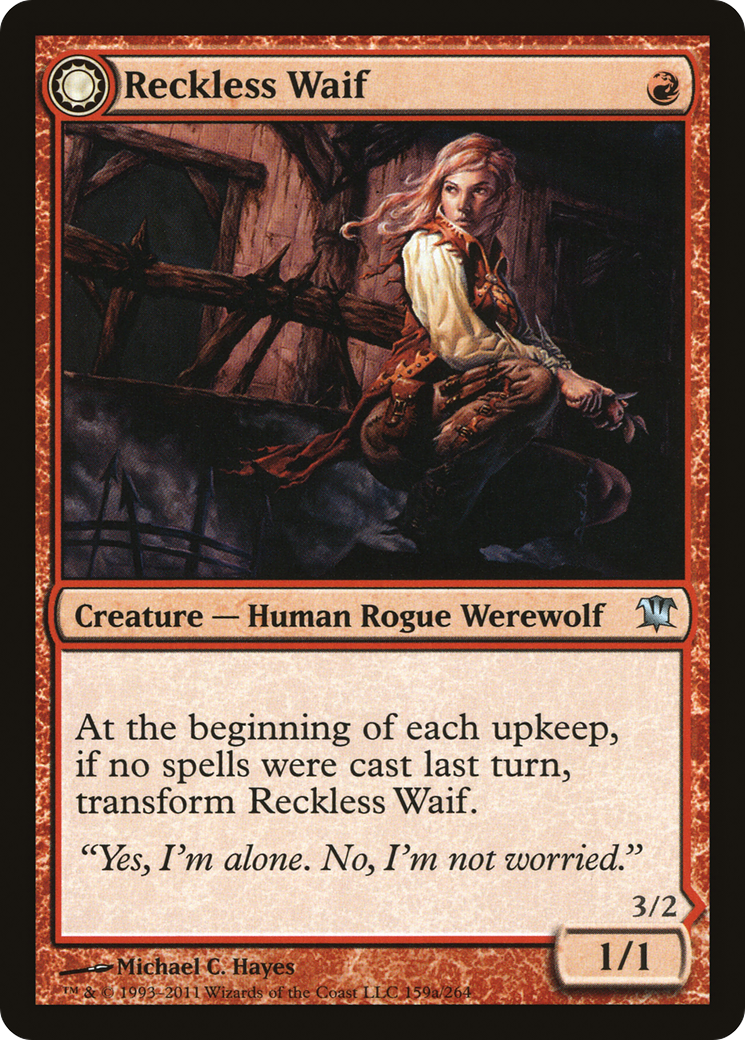 Reckless Waif
Creature — Human Rogue Werewolf
At the beginning of each upkeep,
if no spells were cast last turn,
transform Reckless Waif.
“Yes, I’m alone. No, I’m not worried.”
3/2
1/1
Michael C. Hayes
™ & © 1993–2011 Wizards of the Coast LLC 159a/264